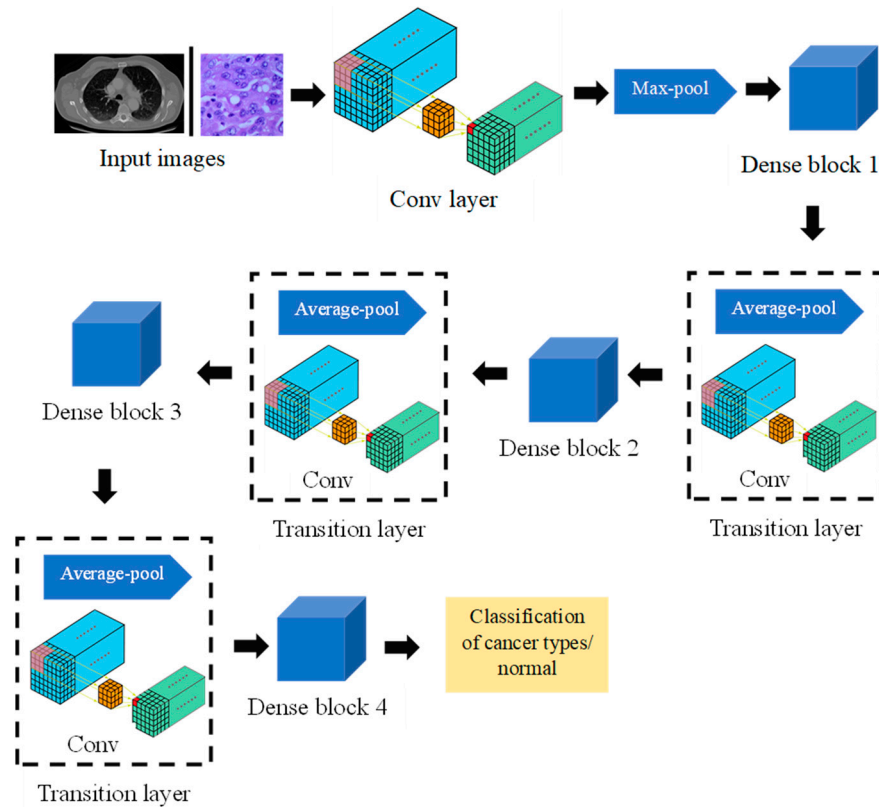 Input images
Conv layer
Max-pool
Dense block 1
Average-pool
Conv
Transition layer
Dense block 2
Average-pool
Conv
Transition layer
Dense block 3
Average-pool
Conv
Transition layer
Dense block 4
Classification
of cancer types/
normal